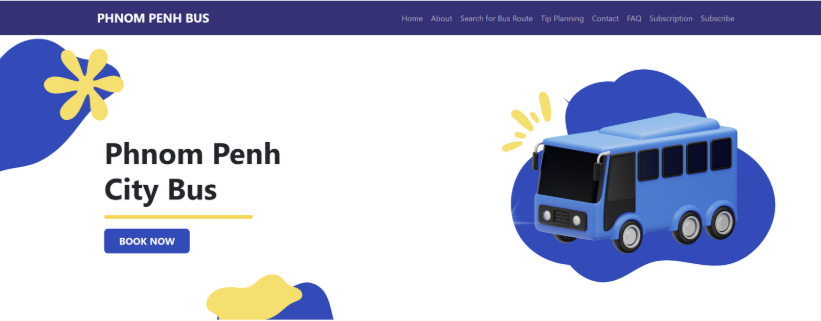 PHNOM PENH BUS
Home About Search for Bus Route Tip Planning Contact FAQ Subscription Subscribe
Phnom Penh
City Bus
BOOK NOW